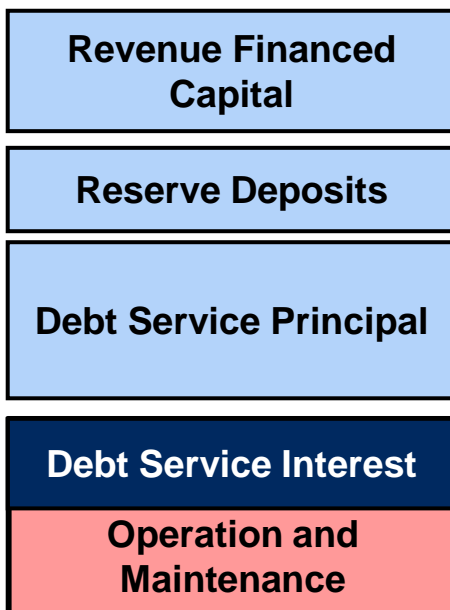 Revenue Financed
Capital
Reserve Deposits
Debt Service Principal
Debt Service Interest
Operation and
Maintenance